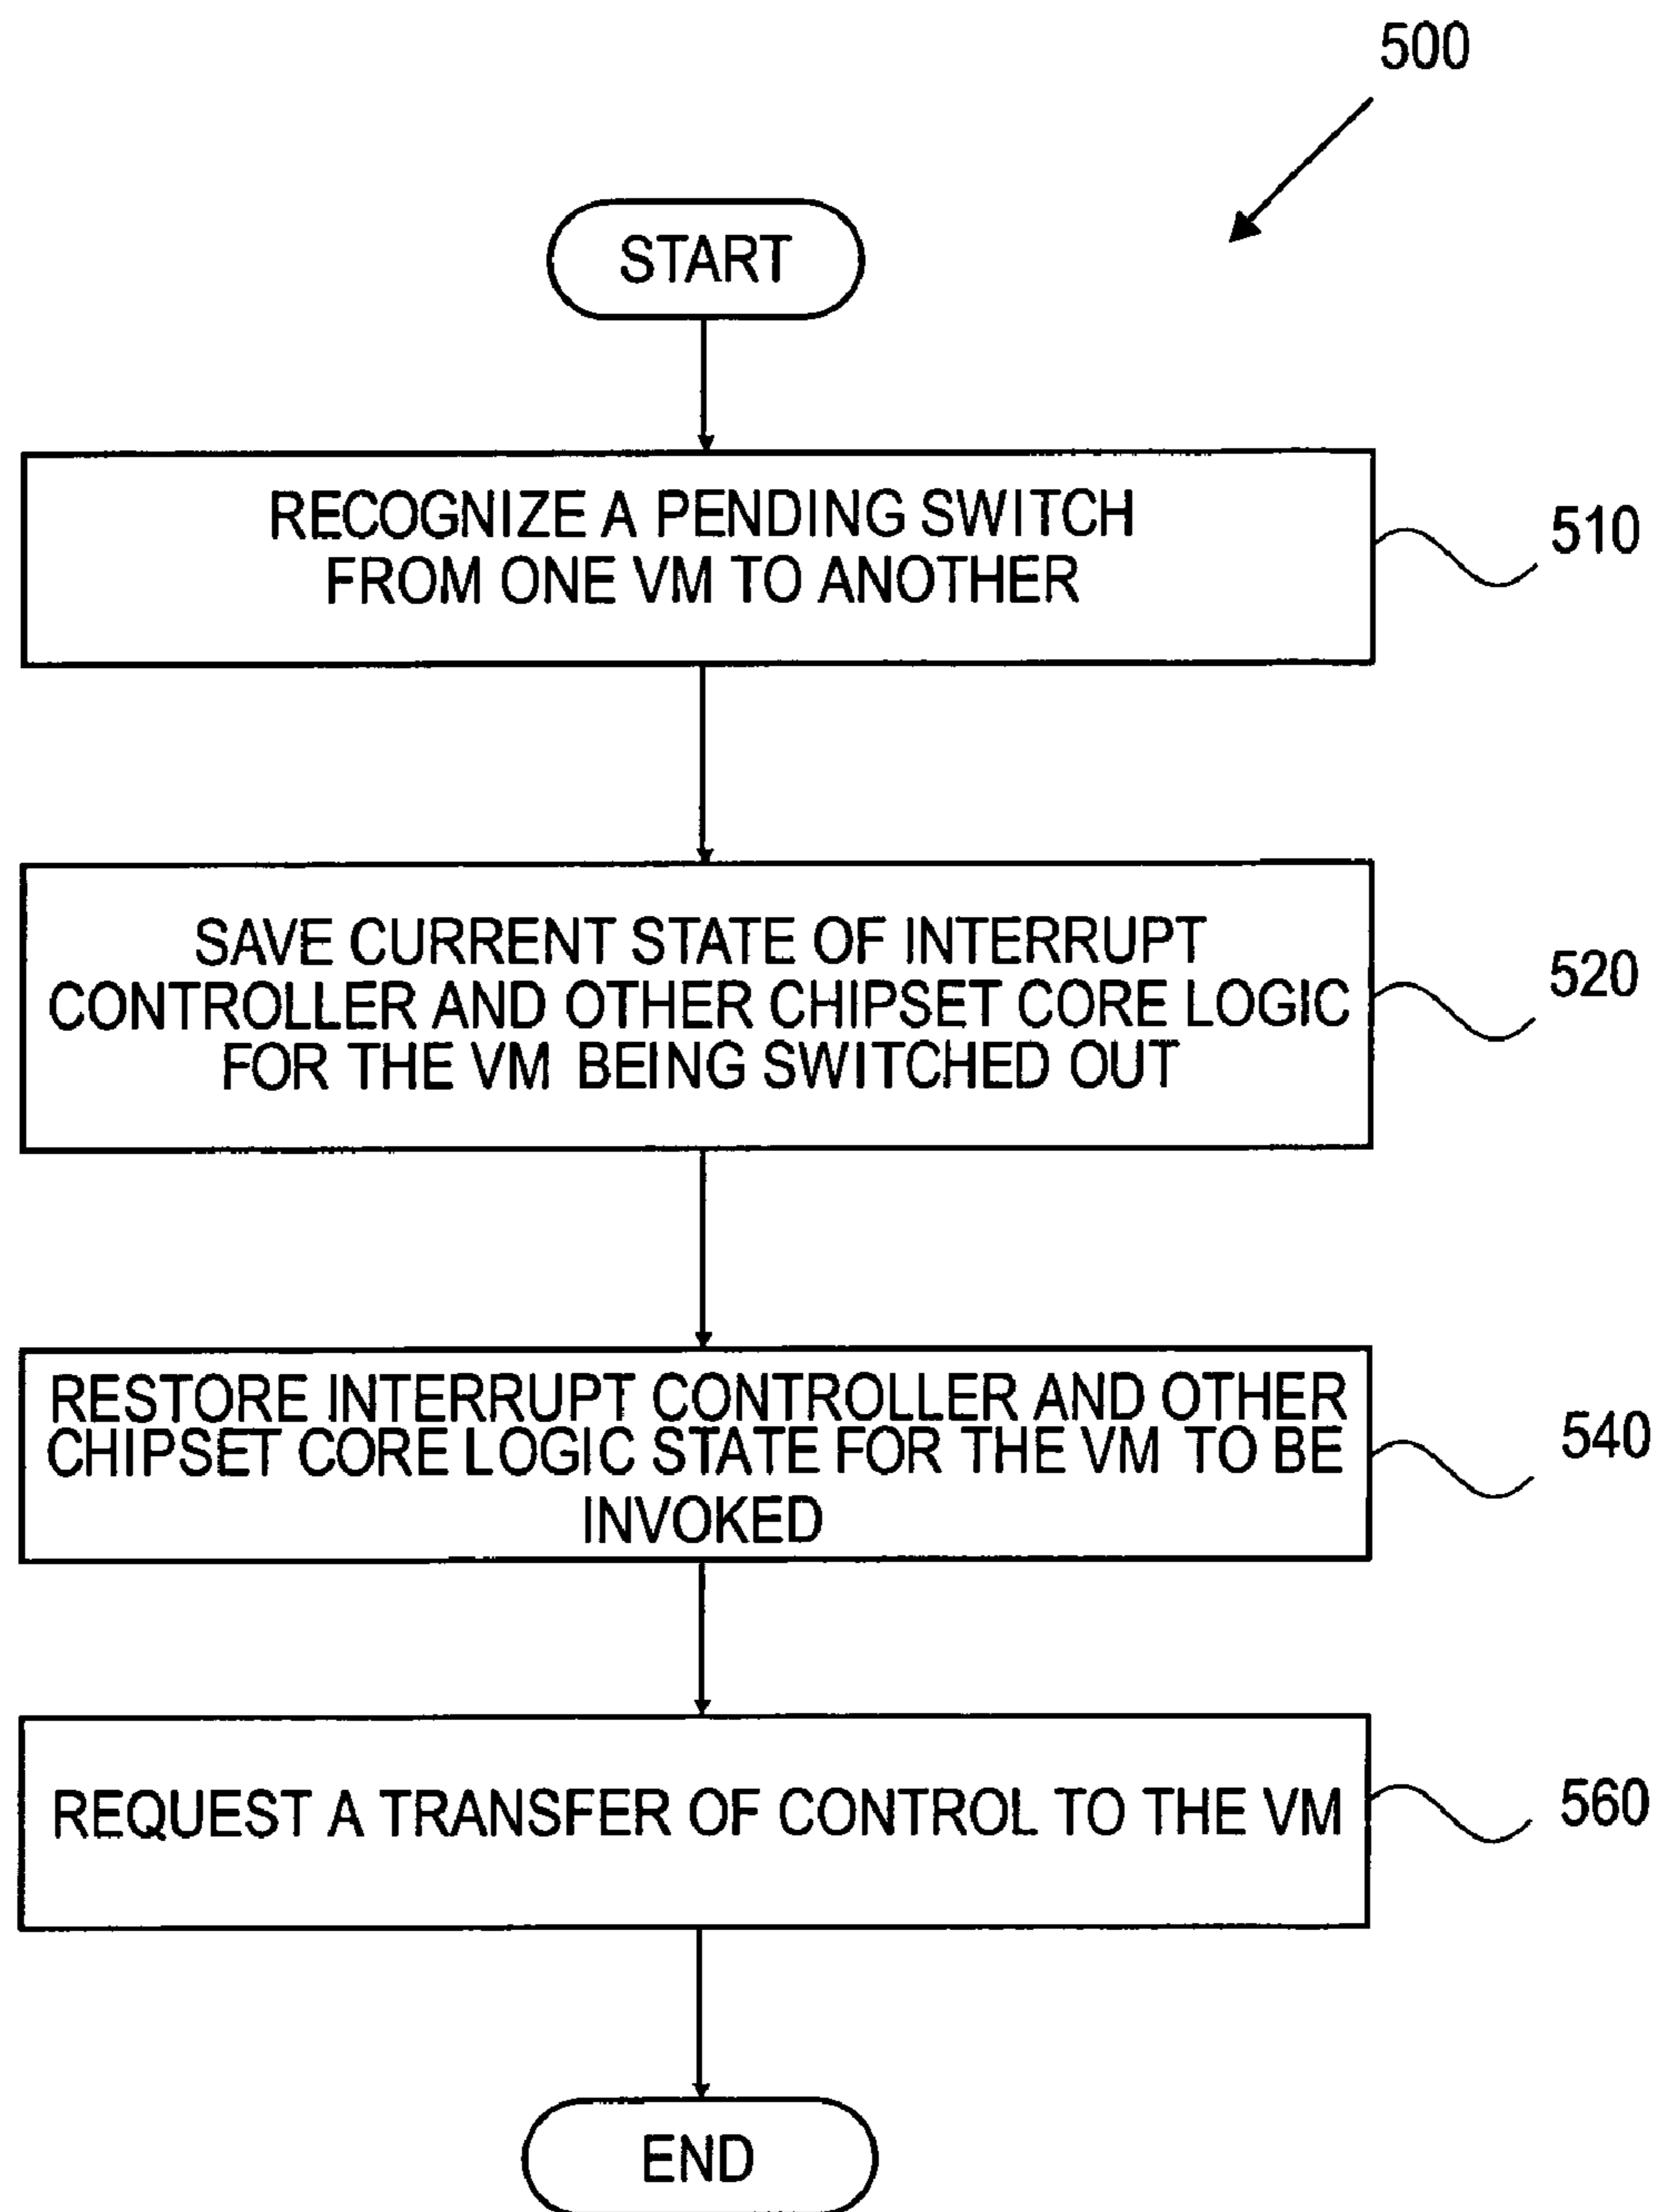 500
START
RECOGNIZE A PENDING SWITCH
FROM ONE VM TO ANOTHER
510
SAVE CURRENT STATE OF INTERRUPT
CONTROLLER AND OTHER CHIPSET CORE LOGIC
FOR THE VM BEING SWITCHED OUT
520
RESTORE INTERRUPT CONTROLLER AND OTHER
CHIPSET CORE LOGIC STATE FOR THE VM TO BE
INVOKED
540
REQUEST A TRANSFER OF CONTROL TO THE VM
560
END